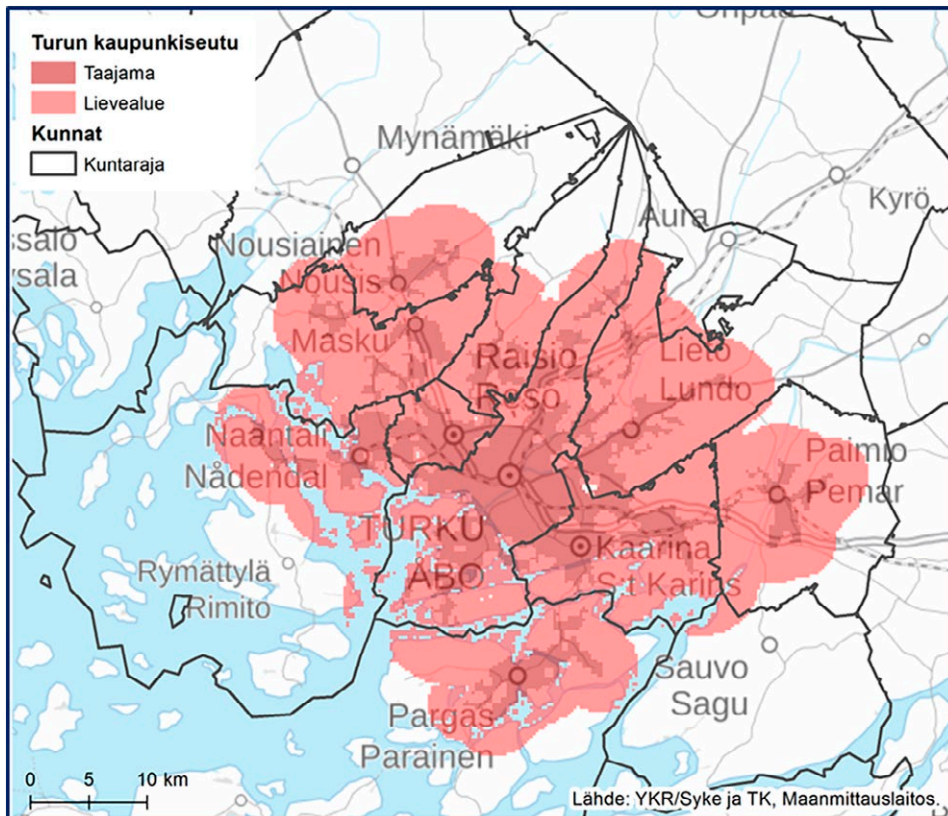 Turun kaupunkiseutu
Taajama
Lievealue
Kunnat
Kuntaraja
Mynämäki
Kyrö
Aura
Nousiainen
Nousis
Masku
Raisio
Lieto
Lundo
Naantali
Nådendal
Paimio
Pemar
TURKU
ÅBO
Kaarina
S:t Karins
Rymättylä
Rimito
Sauvo
Sagu
Pargas
Parainen
0 5 10 km
Lähde: YKR/Syke ja TK, Maanmittauslaitos.